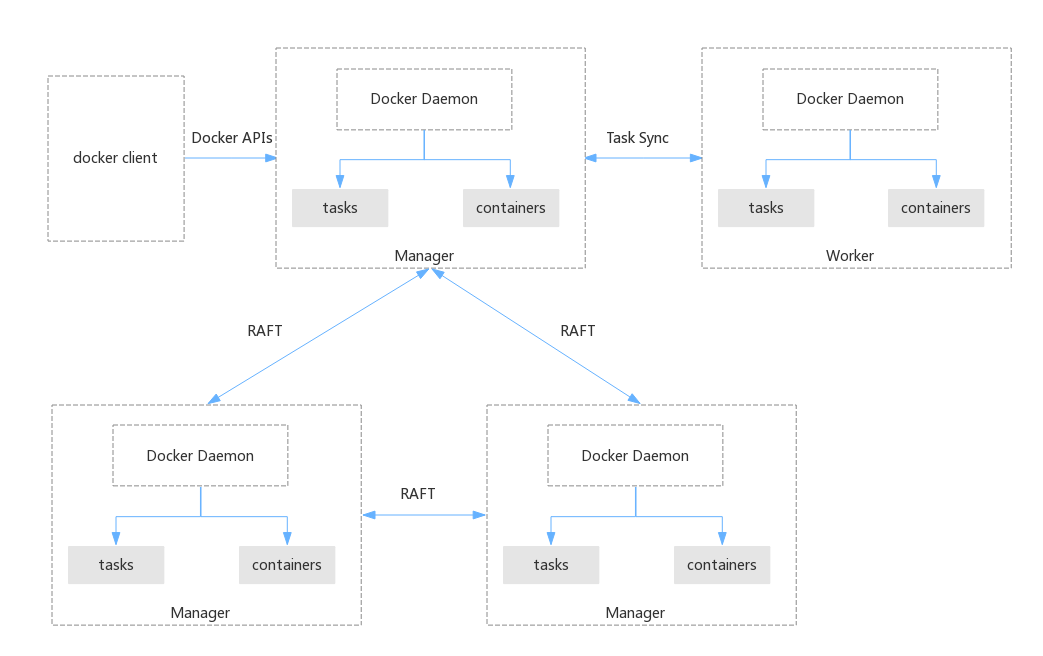 docker client
Docker APIs
Docker Daemon
tasks
containers
Manager
Task Sync
Docker Daemon
tasks
containers
Worker
RAFT
RAFT
Docker Daemon
tasks
containers
Manager
RAFT
Docker Daemon
tasks
containers
Manager